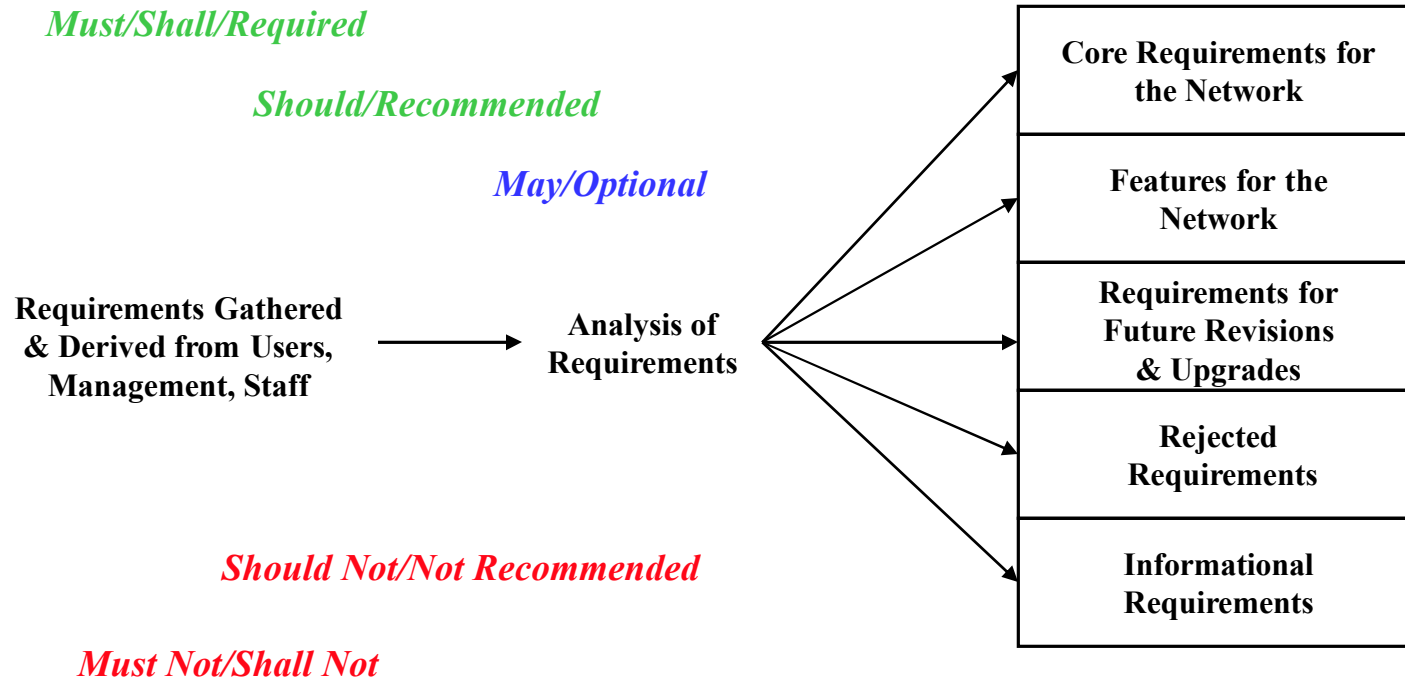 Must/Shall/Required
Should/Recommended
May/Optional
Requirements Gathered
& Derived from Users,
Management, Staff
Analysis of
Requirements
Core Requirements for
the Network
Features for the
Network
Requirements for
Future Revisions
& Upgrades
Rejected
Requirements
Informational
Requirements
Should Not/Not Recommended
Must Not/Shall Not